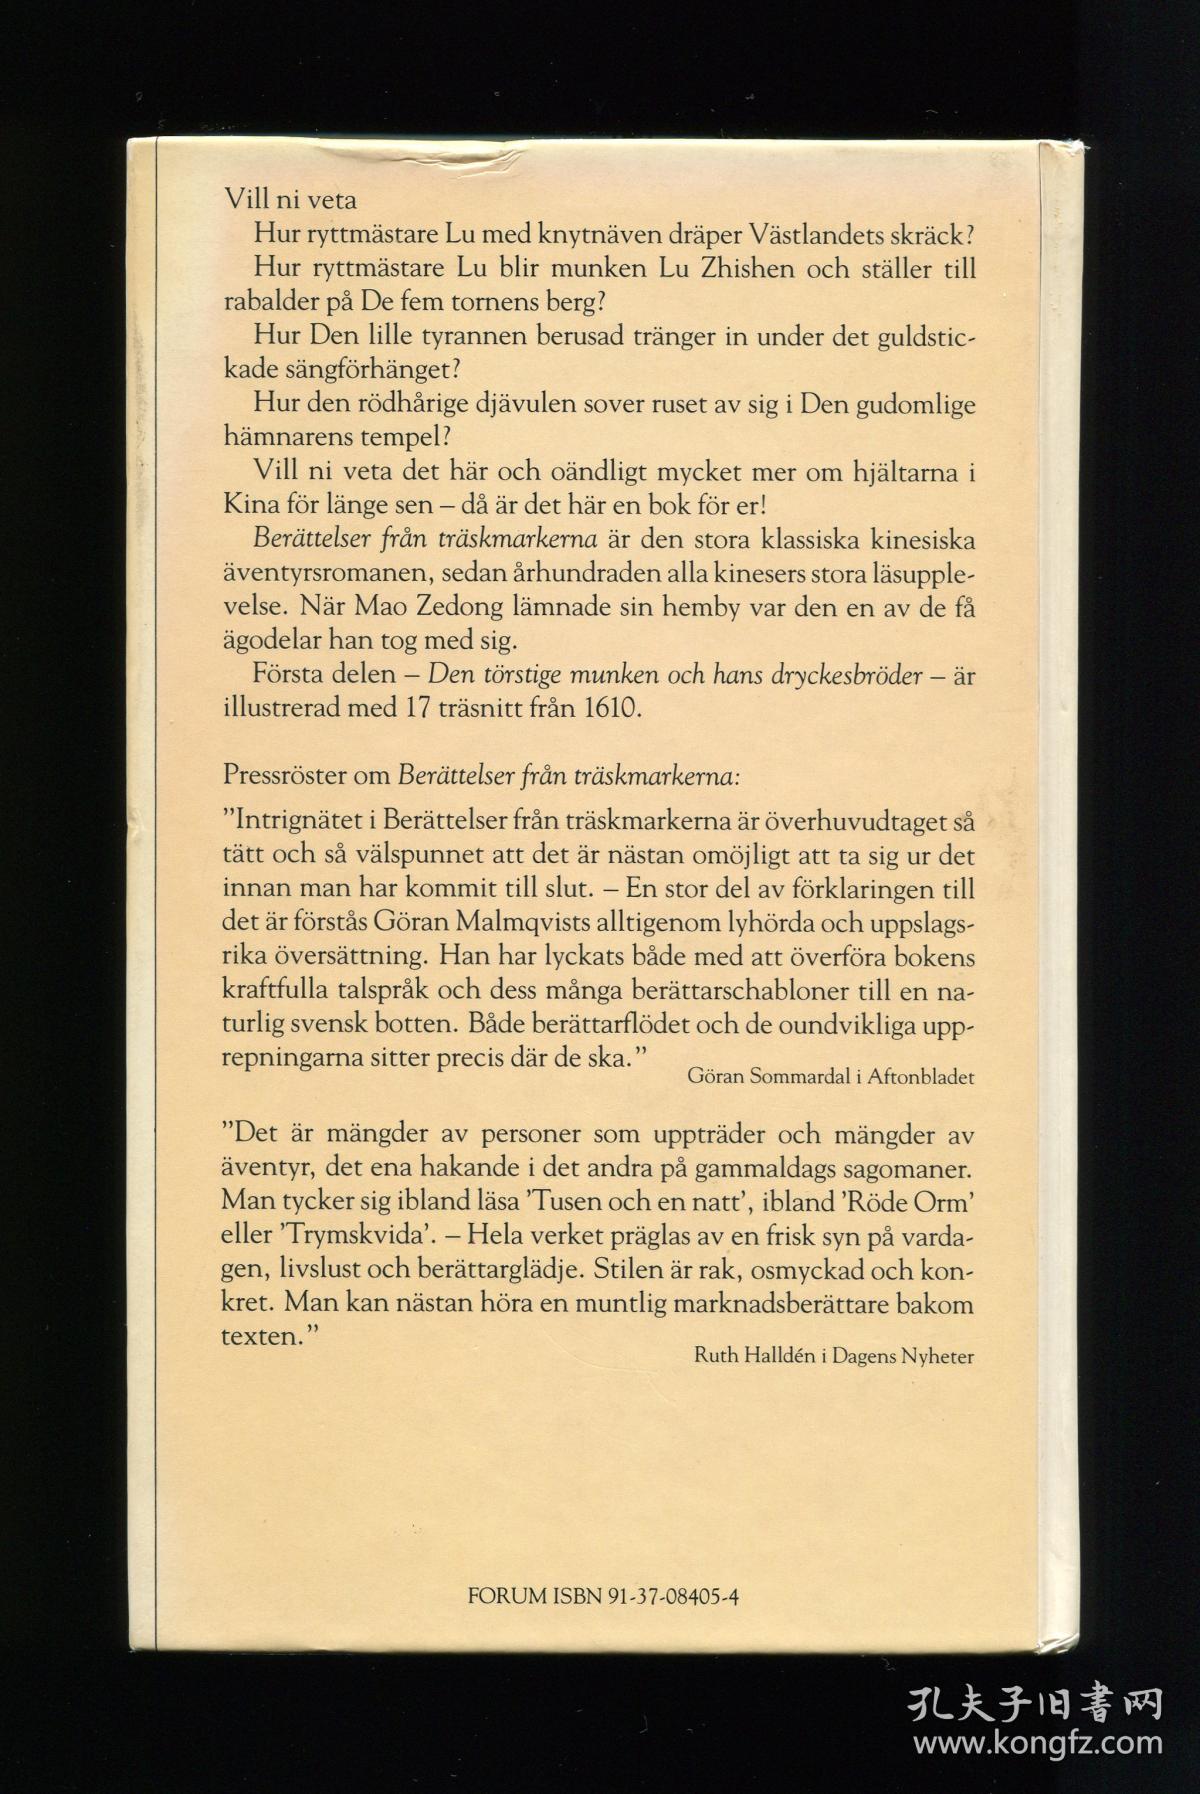 Vill ni veta
Hur ryttmästare Lu med knytnäven dräper Västlandets skräck?
Hur ryttmästare Lu blir munken Lu Zhishen och ställer till
rabalder på De fem tornens berg?
Hur Den lille tyrannen berusad tränger in under det guldstic-
kade sängförhänget?
Hur den rödhårige djävulen sover ruset av sig i Den gudomlige
hämnarens tempel?
Vill ni veta det här och oändligt mycket mer om hjältarna i
Kina för länge sen – då är det här en bok för er!
Berättelser från träskmarkerna är den stora klassiska kinesiska
äventyrsromanen, sedan århundraden alla kinesers stora läsupple-
velse. När Mao Zedong lämnade sin hemby var den en av de få
ägodelar han tog med sig.
Första delen – Den törstige munken och hans dryckesbröder – är
illustrerad med 17 träsnitt från 1610.
Pressröster om Berättelser från träskmarkerna:
”Intrignätet i Berättelser från träskmarkerna är överhuvudtaget så
tätt och så välspunnet att det är nästan omöjligt att ta sig ur det
innan man har kommit till slut. – En stor del av förklaringen till
det är förstås Göran Malmqvists alltigenom lyhörda och uppslags-
rika översättning. Han har lyckats både med att överföra bokens
kraftfulla talspråk och dess många berättarschabloner till en na-
turlig svensk botten. Både berättarflödet och de oundvikliga upp-
repningarna sitter precis där de ska.”
Göran Sommardal i Aftonbladet
”Det är mängder av personer som uppträder och mängder av
äventyr, det ena hakande i det andra på gammaldags sagomaner.
Man tycker sig ibland läsa ’Tusen och en natt’, ibland ’Röde Orm’
eller ’Trymskvida’. – Hela verket präglas av en frisk syn på varda-
gen, livslust och berättarglädje. Stilen är rak, osmyckad och kon-
kret. Man kan nästan höra en muntlig marknadsberättare bakom
texten.”
Ruth Halldén i Dagens Nyheter
FORUM ISBN 91-37-08405-4
孔夫子旧书网
www.kongfz.com